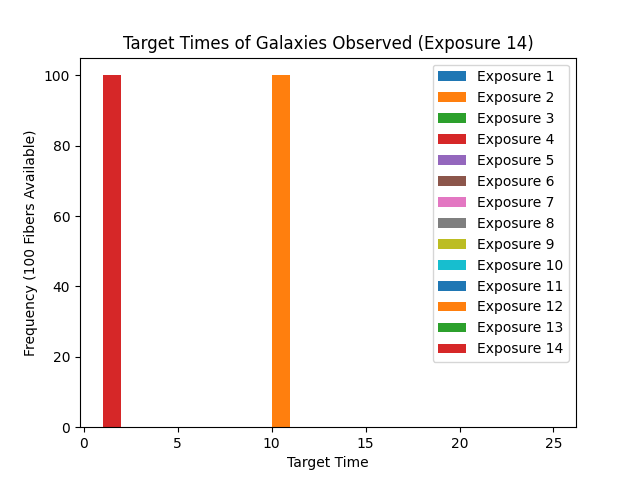 Target Times of Galaxies Observed (Exposure 14)
Frequency (100 Fibers Available)
100
80
60
40
20
0
0 5 10 15 20 25
Target Time
Exposure 1
Exposure 2
Exposure 3
Exposure 4
Exposure 5
Exposure 6
Exposure 7
Exposure 8
Exposure 9
Exposure 10
Exposure 11
Exposure 12
Exposure 13
Exposure 14